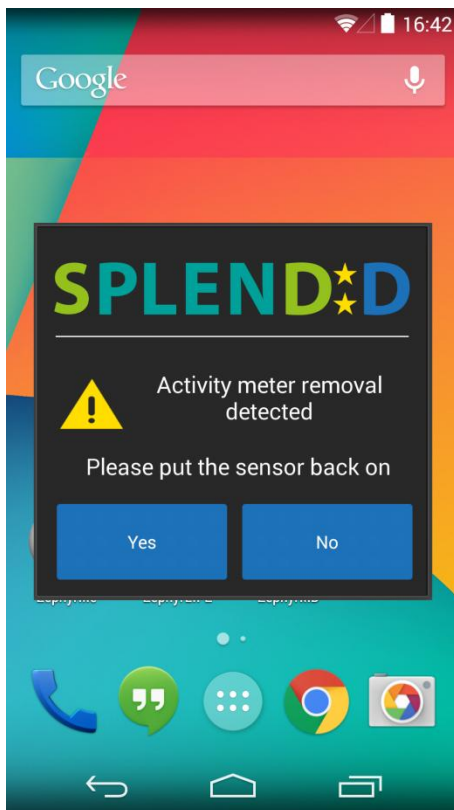 16:42
Google
SPLENDID
Activity meter removal
detected
Please put the sensor back on
Yes
No